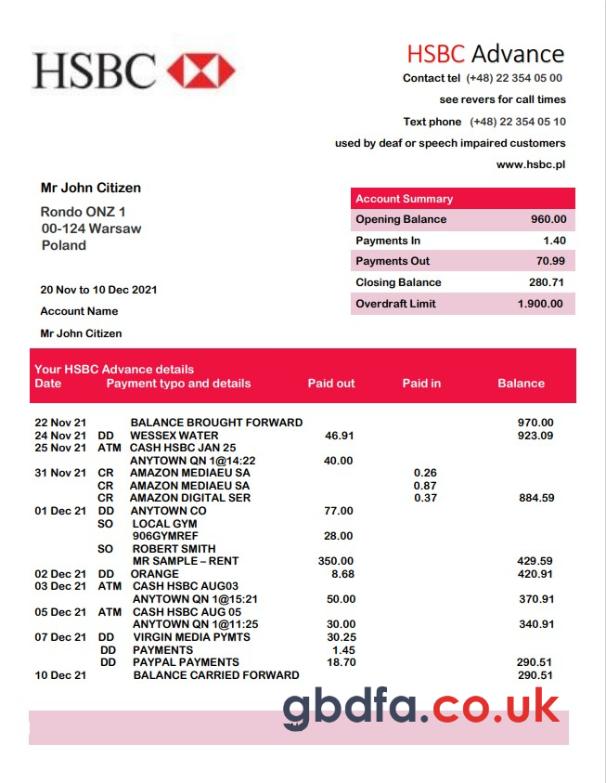 HSBC
HSBC Advance
Contact tel (+48) 22 354 05 00
see revers for call times
Text phone (+48) 22 354 05 10
used by deaf or speech impaired customers
www.hsbc.pl
Mr John Citizen
Rondo ONZ 1
00-124 Warsaw
Poland
20 Nov to 10 Dec 2021
Account Name
Mr John Citizen
Account Summary
Opening Balance 960.00
Payments In 1.40
Payments Out 70.99
Closing Balance 280.71
Overdraft Limit 1.900.00
Your HSBC Advance details
Date Payment typo and details Paid out Paid in Balance
22 Nov 21 BALANCE BROUGHT FORWARD 970.00
24 Nov 21 DD WESSEX WATER 46.91 923.09
25 Nov 21 ATM CASH HSBC JAN 25
ANYTOWN QN 1@14:22 40.00
31 Nov 21 CR AMAZON MEDIAEU SA 0.26
CR AMAZON MEDIAEU SA 0.87
CR AMAZON DIGITAL SER 0.37 884.59
01 Dec 21 DD ANYTOWN CO 77.00
SO LOCAL GYM
906GYMREF 28.00
SO ROBERT SMITH
MR SAMPLE – RENT 350.00 429.59
02 Dec 21 DD ORANGE 8.68 420.91
03 Dec 21 ATM CASH HSBC AUG03
ANYTOWN QN 1@15:21 50.00 370.91
05 Dec 21 ATM CASH HSBC AUG 05
ANYTOWN QN 1@11:25 30.00 340.91
07 Dec 21 DD VIRGIN MEDIA PYMTS 30.25
DD PAYMENTS 1.45
DD PAYPAL PAYMENTS 18.70 290.51
10 Dec 21 BALANCE CARRIED FORWARD 290.51
gbdfa.co.uk